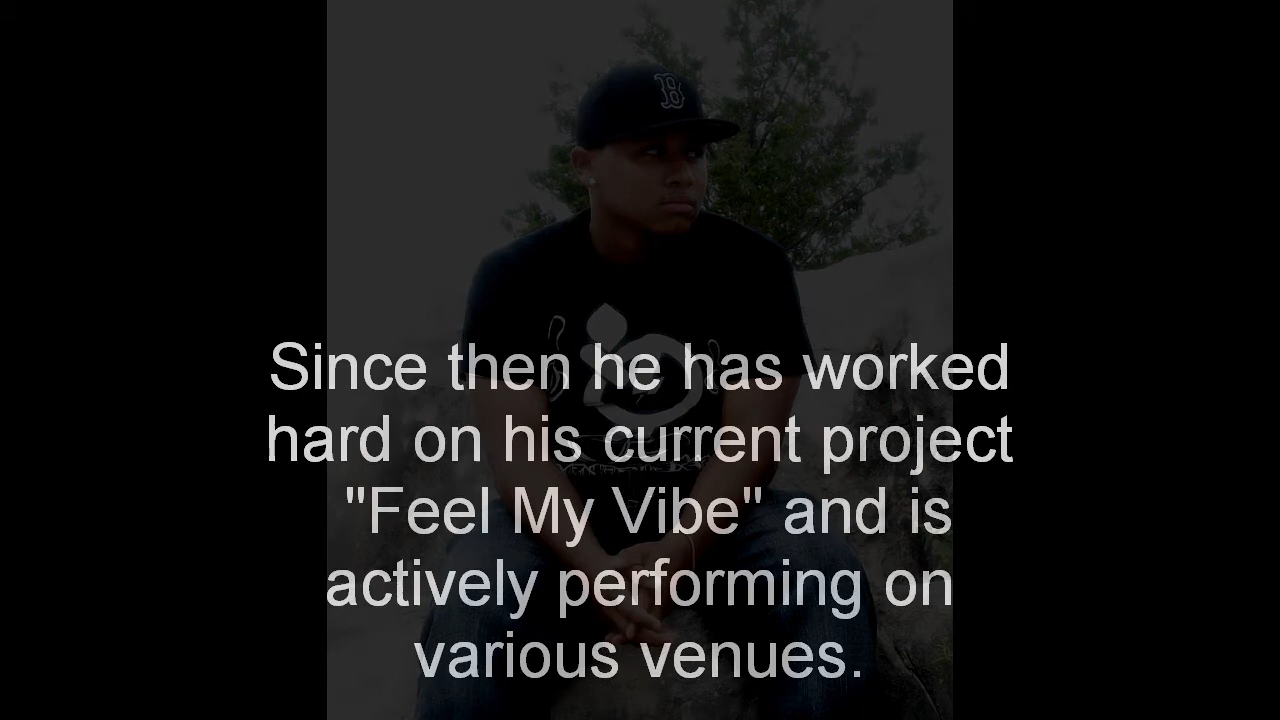 B
Since then he has worked
hard on his current project
"Feel My Vibe" and is
actively performing on
various venues.